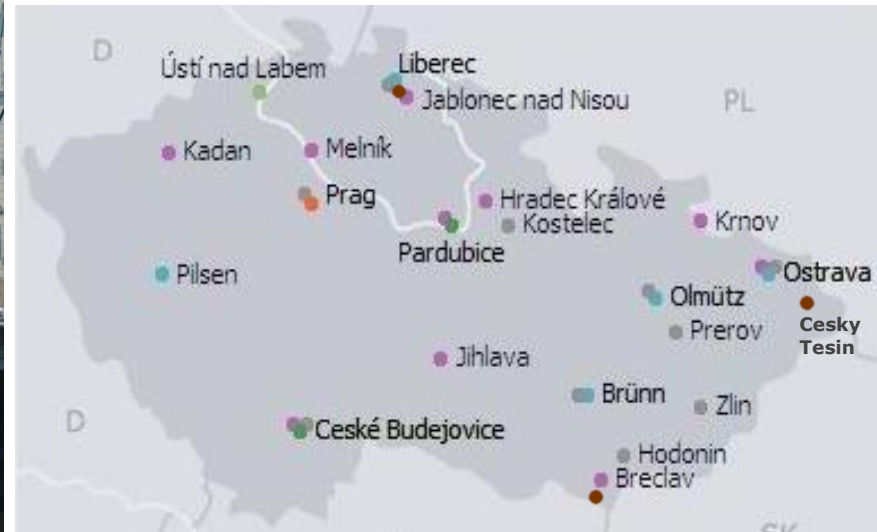 D
Liberec
Ústí nad Labem
Jablonec nad Nisou
PL
Kadan
Melník
Prag
Hradec Králové
Kostelec
Krnov
Pardubice
Pilsen
Ostrava
Olmütz
Cesky
Tesin
Prerov
Jihlava
Brünn
Zlin
D
Ceské Budejovice
Hodonin
Breclav
SK